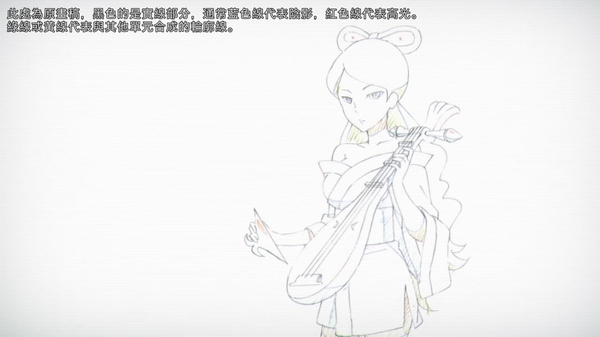 此處為原畫稿，黑色的是實線部分，通常藍色線代表陰影，红色線代表高光。
綠線或黄線代表與其他單元合成的輪廓線。